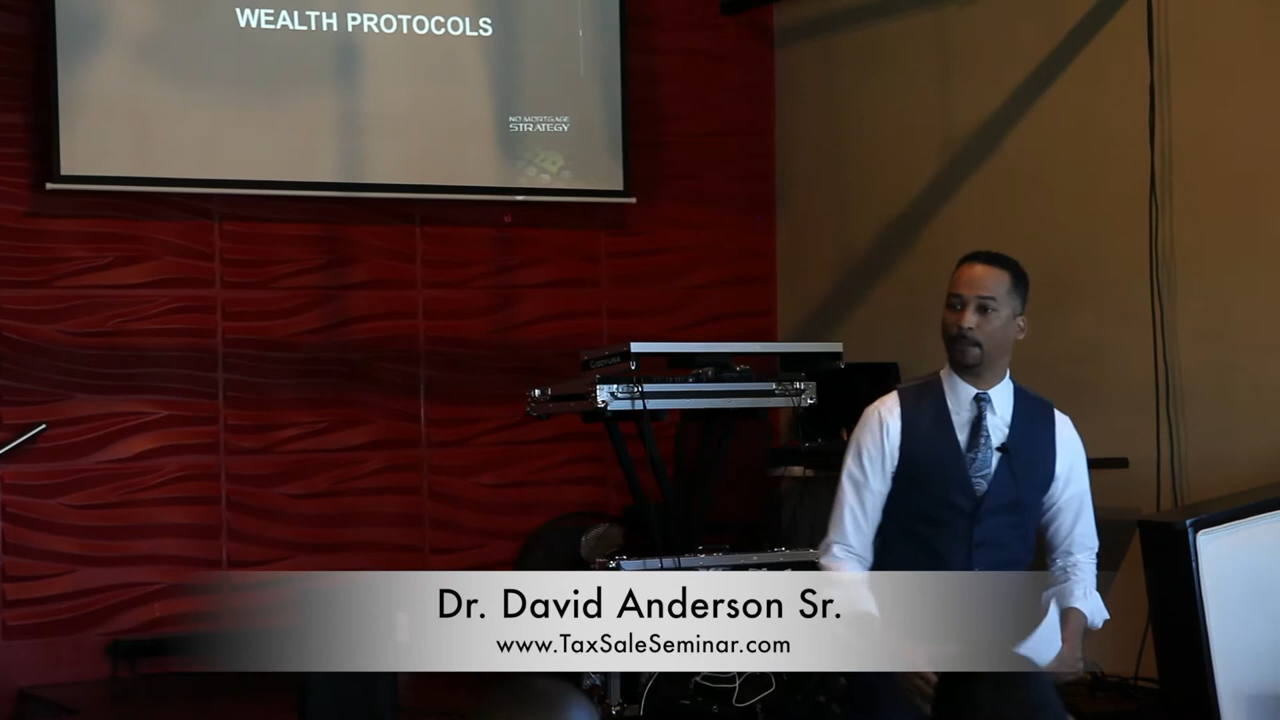 WEALTH PROTOCOLS
NO MORTGAGE
STRATEGY
Dr. David Anderson Sr.
www.TaxSaleSeminar.com